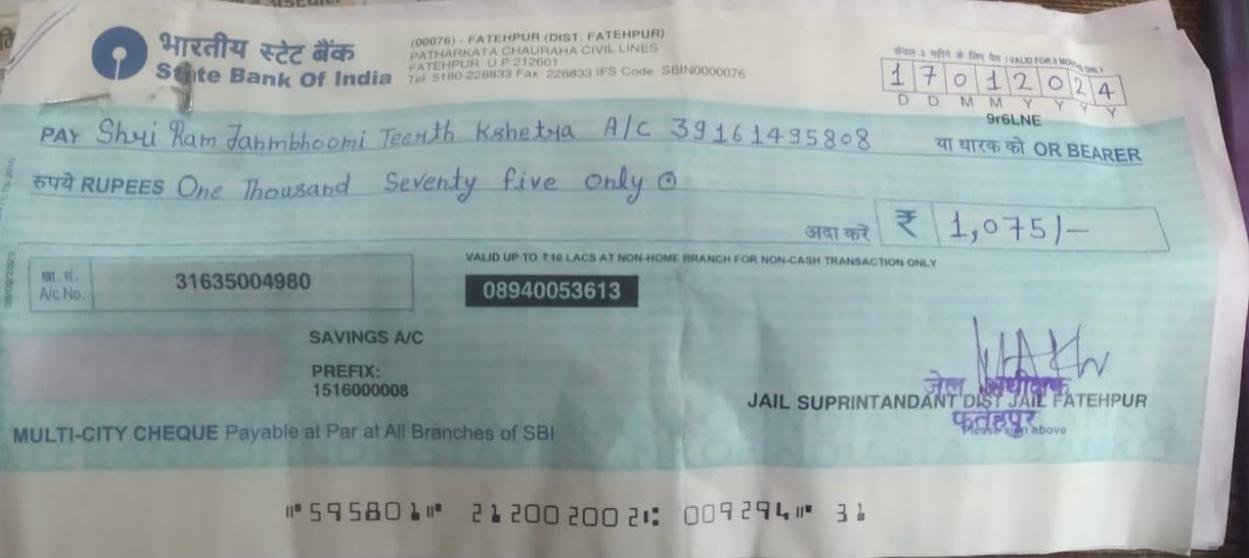 भारतीय स्टेट बैंक
State Bank Of India
(00076) - FATEHPUR (DIST. FATEHPUR)
PATHARKATA CHAURAHA CIVIL LINES
FATEHPUR U P 212601
Tel 5180-228833 Fax 228833 IFS Code SBIN0000076
केवल 3 महीने के लिए वैध / VALID FOR 3 MONTHS ONLY
17012024
D D M M Y Y Y Y
9r6LNE
PAY Shri Ram Janmbhoomi Teerth Kshetra A/C 39161495808 या धारक को OR BEARER
रुपये RUPEES One Thousand Seventy five only
अदा करें ₹ 1,075/-
VALID UP TO ₹10 LACS AT NON-HOME BRANCH FOR NON-CASH TRANSACTION ONLY
खा. सं.
A/c No. 31635004980
08940053613
SAVINGS A/C
PREFIX:
1516000008
जेल अधीक्षक
JAIL SUPRINTANDANT DIST JAIL FATEHPUR
फतेहपुर
Please sign above
MULTI-CITY CHEQUE Payable at Par at All Branches of SBI
⑈595801⑈ 212002002⑆ 009294⑈ 31